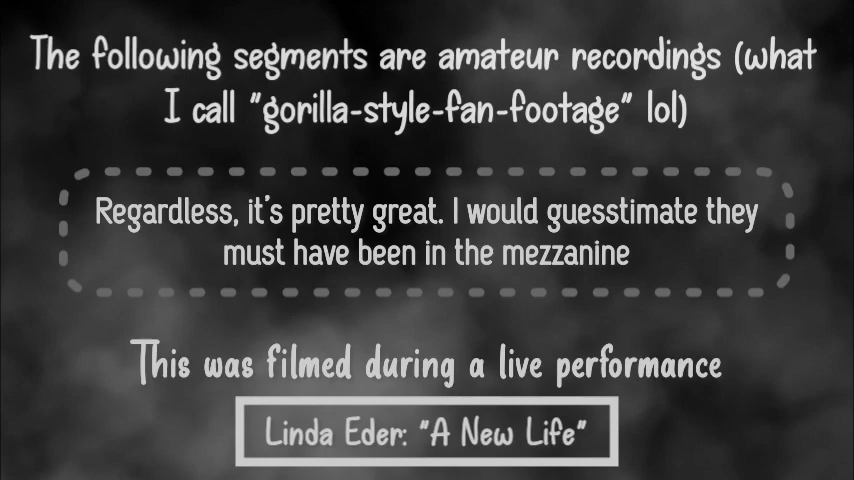 The following segments are amateur recordings (what
I call "gorilla-style-fan-footage" lol)
Regardless, it's pretty great. I would guesstimate they
must have been in the mezzanine
This was filmed during a live performance
Linda Eder: "A New Life"